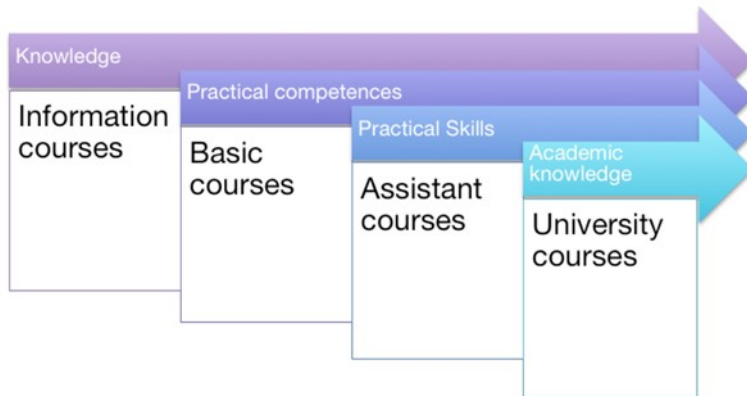 Knowledge
Information
courses
Practical competences
Basic
courses
Practical Skills
Assistant
courses
Academic
knowledge
University
courses